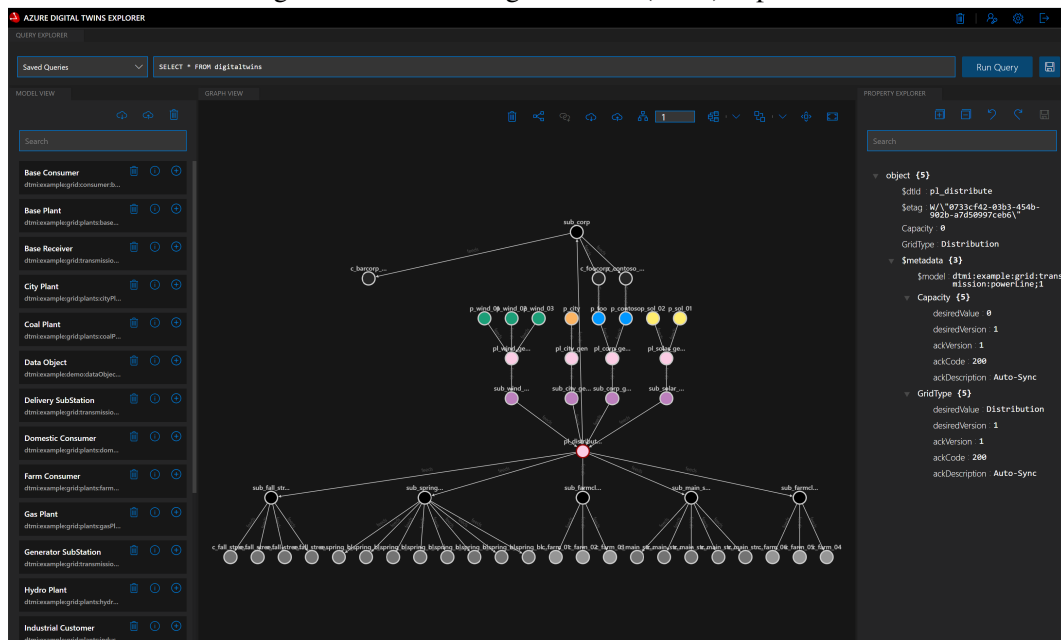 AZURE DIGITAL TWINS EXPLORER
QUERY EXPLORER
Saved Queries
SELECT * FROM digitaltwins
Run Query
MODEL VIEW
GRAPH VIEW
PROPERTY EXPLORER
1
Search
Search
Base Consumer
dtmi:example:grid:consumer:b...
Base Plant
dtmi:example:grid:plants:base...
Base Receiver
dtmi:example:grid:transmissio...
City Plant
dtmi:example:grid:plants:cityPl...
Coal Plant
dtmi:example:grid:plants:coalP...
Data Object
dtmi:example:demo:dataObjec...
Delivery SubStation
dtmi:example:grid:transmissio...
Domestic Consumer
dtmi:example:grid:plants:dom...
Farm Consumer
dtmi:example:grid:plants:farm...
Gas Plant
dtmi:example:grid:plants:gasPl...
Generator SubStation
dtmi:example:grid:transmissio...
Hydro Plant
dtmi:example:grid:plants:hydr...
Industrial Customer
sub_corp
c_barcorp_...
c_foocorp
_contoso_...
p_wind_01
p_wind_02
p_wind_03
p_city
p_foo
p_contoso
p_sol_02
p_sol_01
pl_wind_ge...
pl_city_gen
pl_corp_ge...
pl_solar_ge...
sub_wind_...
sub_city_ge...
sub_corp_g...
sub_solar_...
pl_distribut...
sub_fall_str...
sub_spring...
sub_farmcl...
sub_main_s...
sub_farmcl...
object {5}
$dtId : pl_distribute
$etag : W/\"0733cf42-03b3-454b-
902b-a7d50997ceb6\"
Capacity : 0
GridType : Distribution
$metadata {3}
$model : dtmi:example:grid:trans
mission:powerLine;1
Capacity {5}
desiredValue : 0
desiredVersion : 1
ackVersion : 1
ackCode : 200
ackDescription : Auto-Sync
GridType {5}
desiredValue : Distribution
desiredVersion : 1
ackVersion : 1
ackCode : 200
ackDescription : Auto-Sync